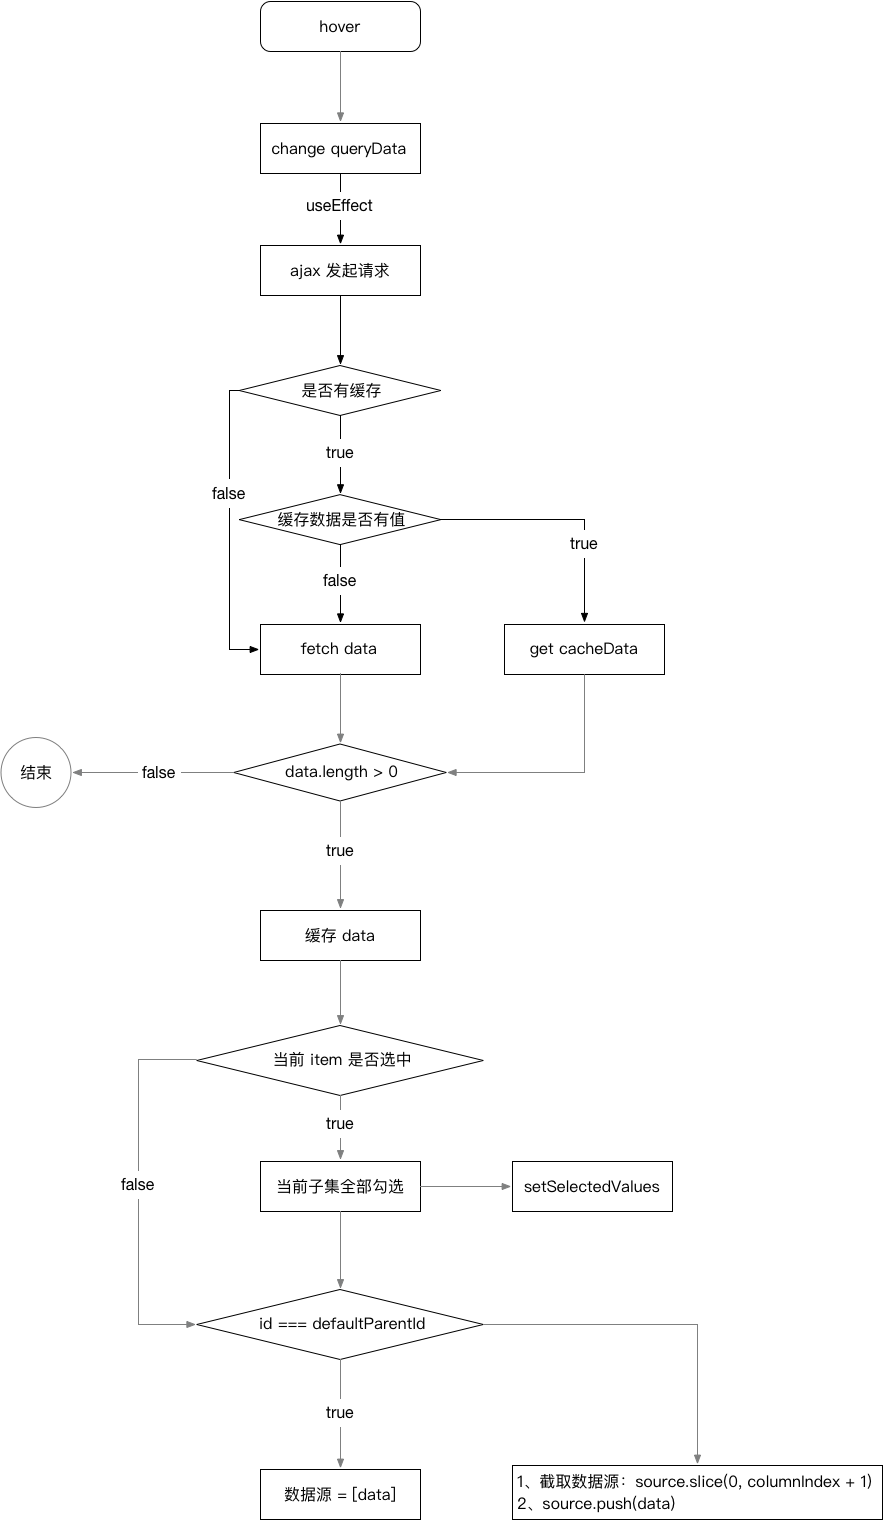 hover
change queryData
useEffect
ajax 发起请求
是否有缓存
true
false
缓存数据是否有值
true
false
fetch data
get cacheData
data.length > 0
false
结束
true
缓存 data
当前 item 是否选中
true
false
当前子集全部勾选
setSelectedValues
id === defaultParentId
true
数据源 = [data]
1、截取数据源：source.slice(0, columnIndex + 1)
2、source.push(data)